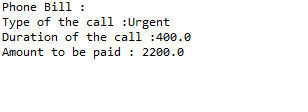 Phone Bill :
Type of the call :Urgent
Duration of the call :400.0
Amount to be paid : 2200.0